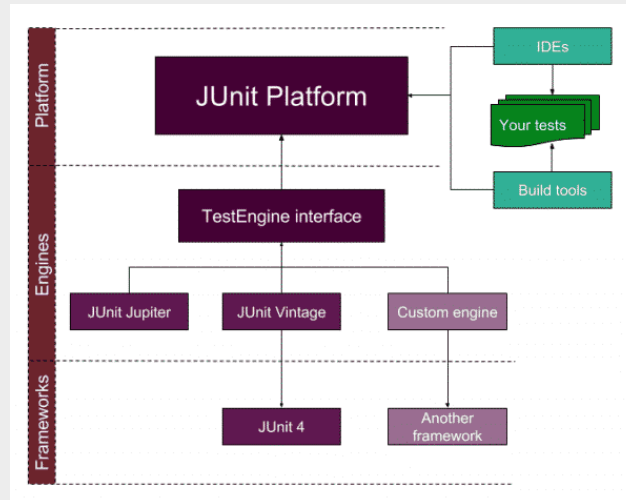 Platform
JUnit Platform
IDEs
Your tests
Build tools
Engines
TestEngine interface
JUnit Jupiter
JUnit Vintage
Custom engine
Frameworks
JUnit 4
Another
framework